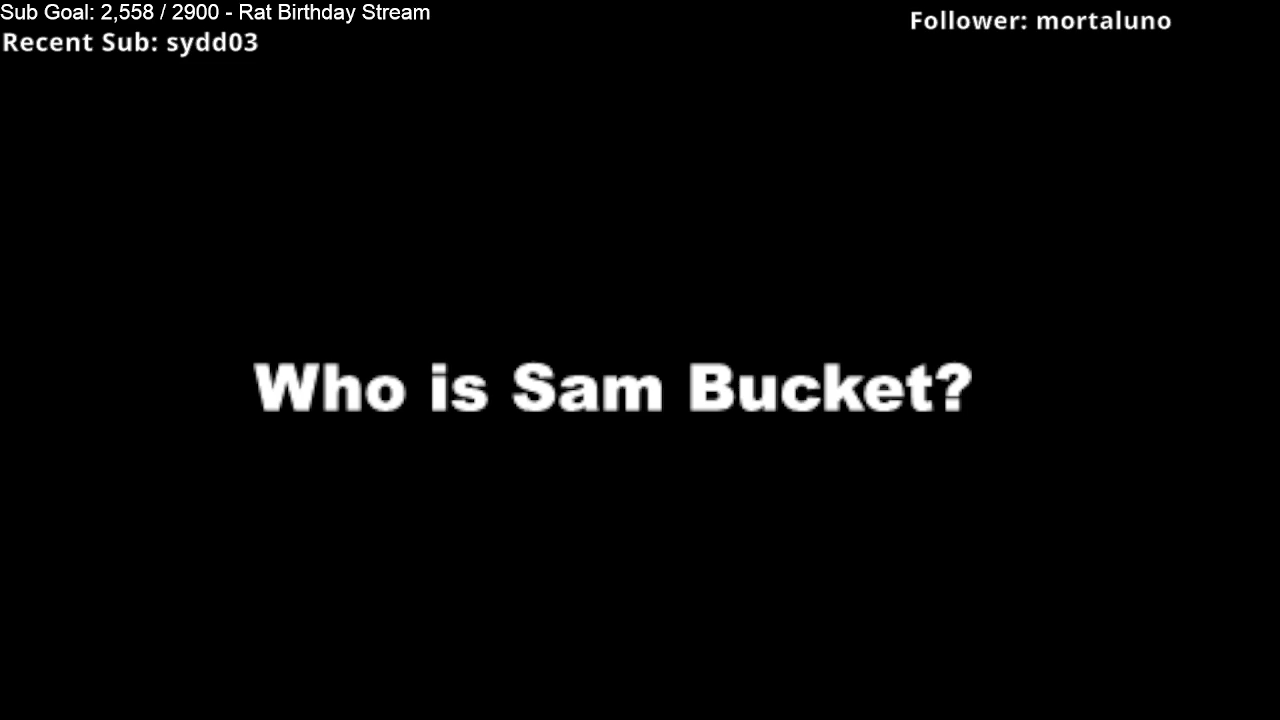 Sub Goal: 2,558 / 2900 - Rat Birthday Stream
Follower: mortaluno
Recent Sub: sydd03
Who is Sam Bucket?